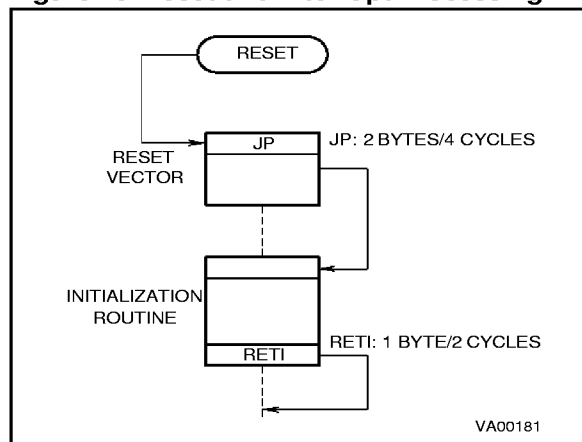 RESET
JP
JP: 2 BYTES/4 CYCLES
RESET
VECTOR
INITIALIZATION
ROUTINE
RETI: 1 BYTE/2 CYCLES
RETI
VA00181